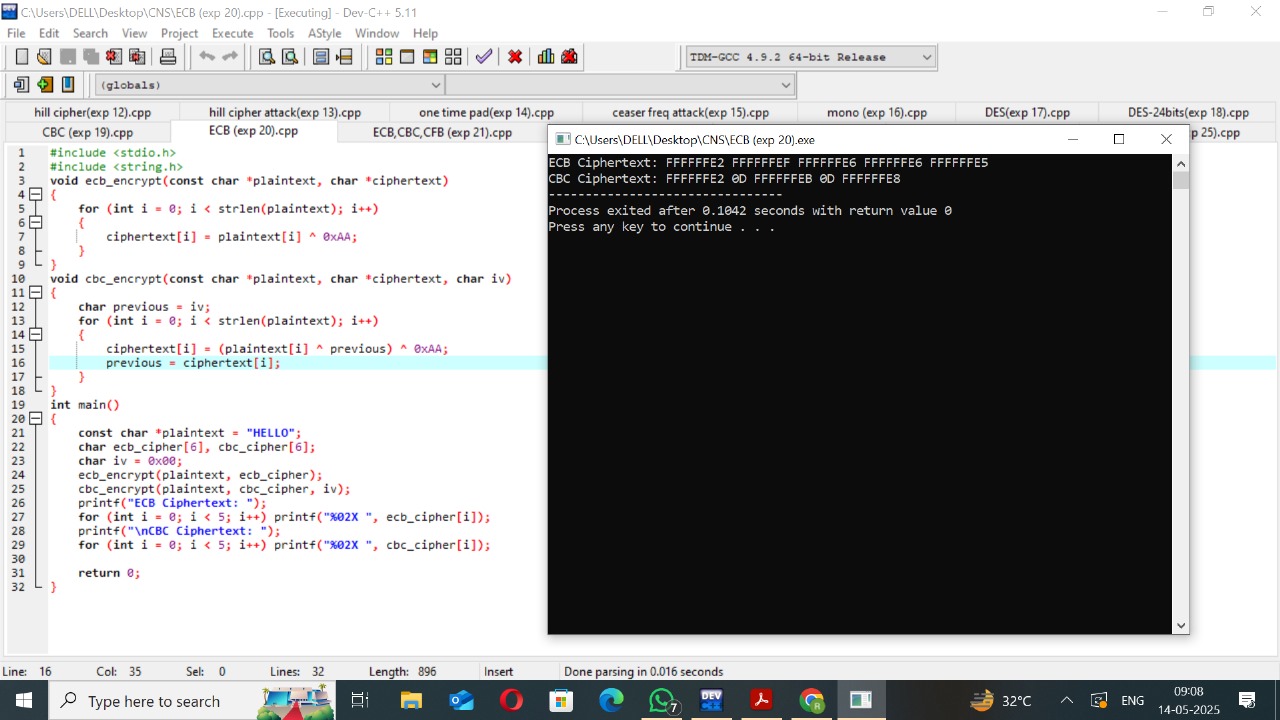 C:\Users\DELL\Desktop\CNS\ECB (exp 20).cpp - [Executing] - Dev-C++ 5.11
File Edit Search View Project Execute Tools AStyle Window Help
TDM-GCC 4.9.2 64-bit Release
(globals)
hill cipher(exp 12).cpp hill cipher attack(exp 13).cpp one time pad(exp 14).cpp ceaser freq attack(exp 15).cpp mono (exp 16).cpp DES(exp 17).cpp DES-24bits(exp 18).cpp
CBC (exp 19).cpp ECB (exp 20).cpp ECB,CBC,CFB (exp 21).cpp p 25).cpp
1 #include <stdio.h>
2 #include <string.h>
3 void ecb_encrypt(const char *plaintext, char *ciphertext)
4 {
5 for (int i = 0; i < strlen(plaintext); i++)
6 {
7 ciphertext[i] = plaintext[i] ^ 0xAA;
8 }
9 }
10 void cbc_encrypt(const char *plaintext, char *ciphertext, char iv)
11 {
12 char previous = iv;
13 for (int i = 0; i < strlen(plaintext); i++)
14 {
15 ciphertext[i] = (plaintext[i] ^ previous) ^ 0xAA;
16 previous = ciphertext[i];
17 }
18 }
19 int main()
20 {
21 const char *plaintext = "HELLO";
22 char ecb_cipher[6], cbc_cipher[6];
23 char iv = 0x00;
24 ecb_encrypt(plaintext, ecb_cipher);
25 cbc_encrypt(plaintext, cbc_cipher, iv);
26 printf("ECB Ciphertext: ");
27 for (int i = 0; i < 5; i++) printf("%02X ", ecb_cipher[i]);
28 printf("\nCBC Ciphertext: ");
29 for (int i = 0; i < 5; i++) printf("%02X ", cbc_cipher[i]);
30
31 return 0;
32 }
C:\Users\DELL\Desktop\CNS\ECB (exp 20).exe
ECB Ciphertext: FFFFFFE2 FFFFFFEF FFFFFFE6 FFFFFFE6 FFFFFFE5
CBC Ciphertext: FFFFFFE2 0D FFFFFFEB 0D FFFFFFE8
--------------------------------
Process exited after 0.1042 seconds with return value 0
Press any key to continue . . .
Line: 16 Col: 35 Sel: 0 Lines: 32 Length: 896 Insert Done parsing in 0.016 seconds
Type here to search
7
DEV
32°C
ENG
09:08
14-05-2025